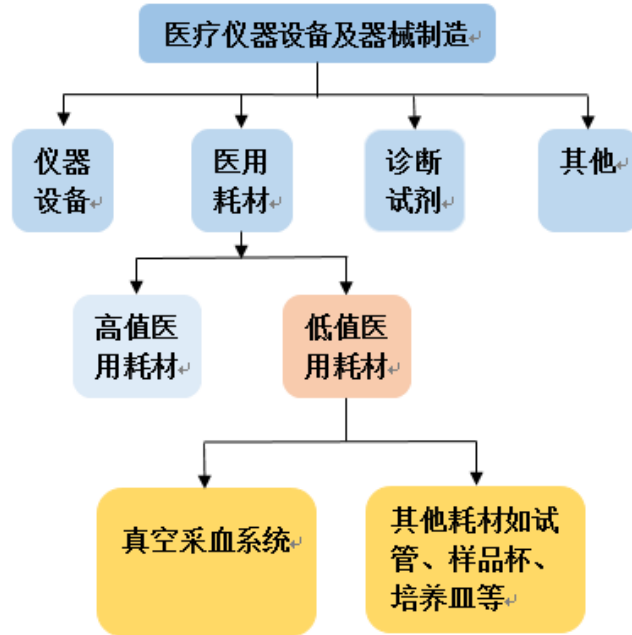 医疗仪器设备及器械制造
仪器
设备
医用
耗材
诊断
试剂
其他
高值医
用耗材
低值医
用耗材
真空采血系统
其他耗材如试
管、样品杯、
培养皿等